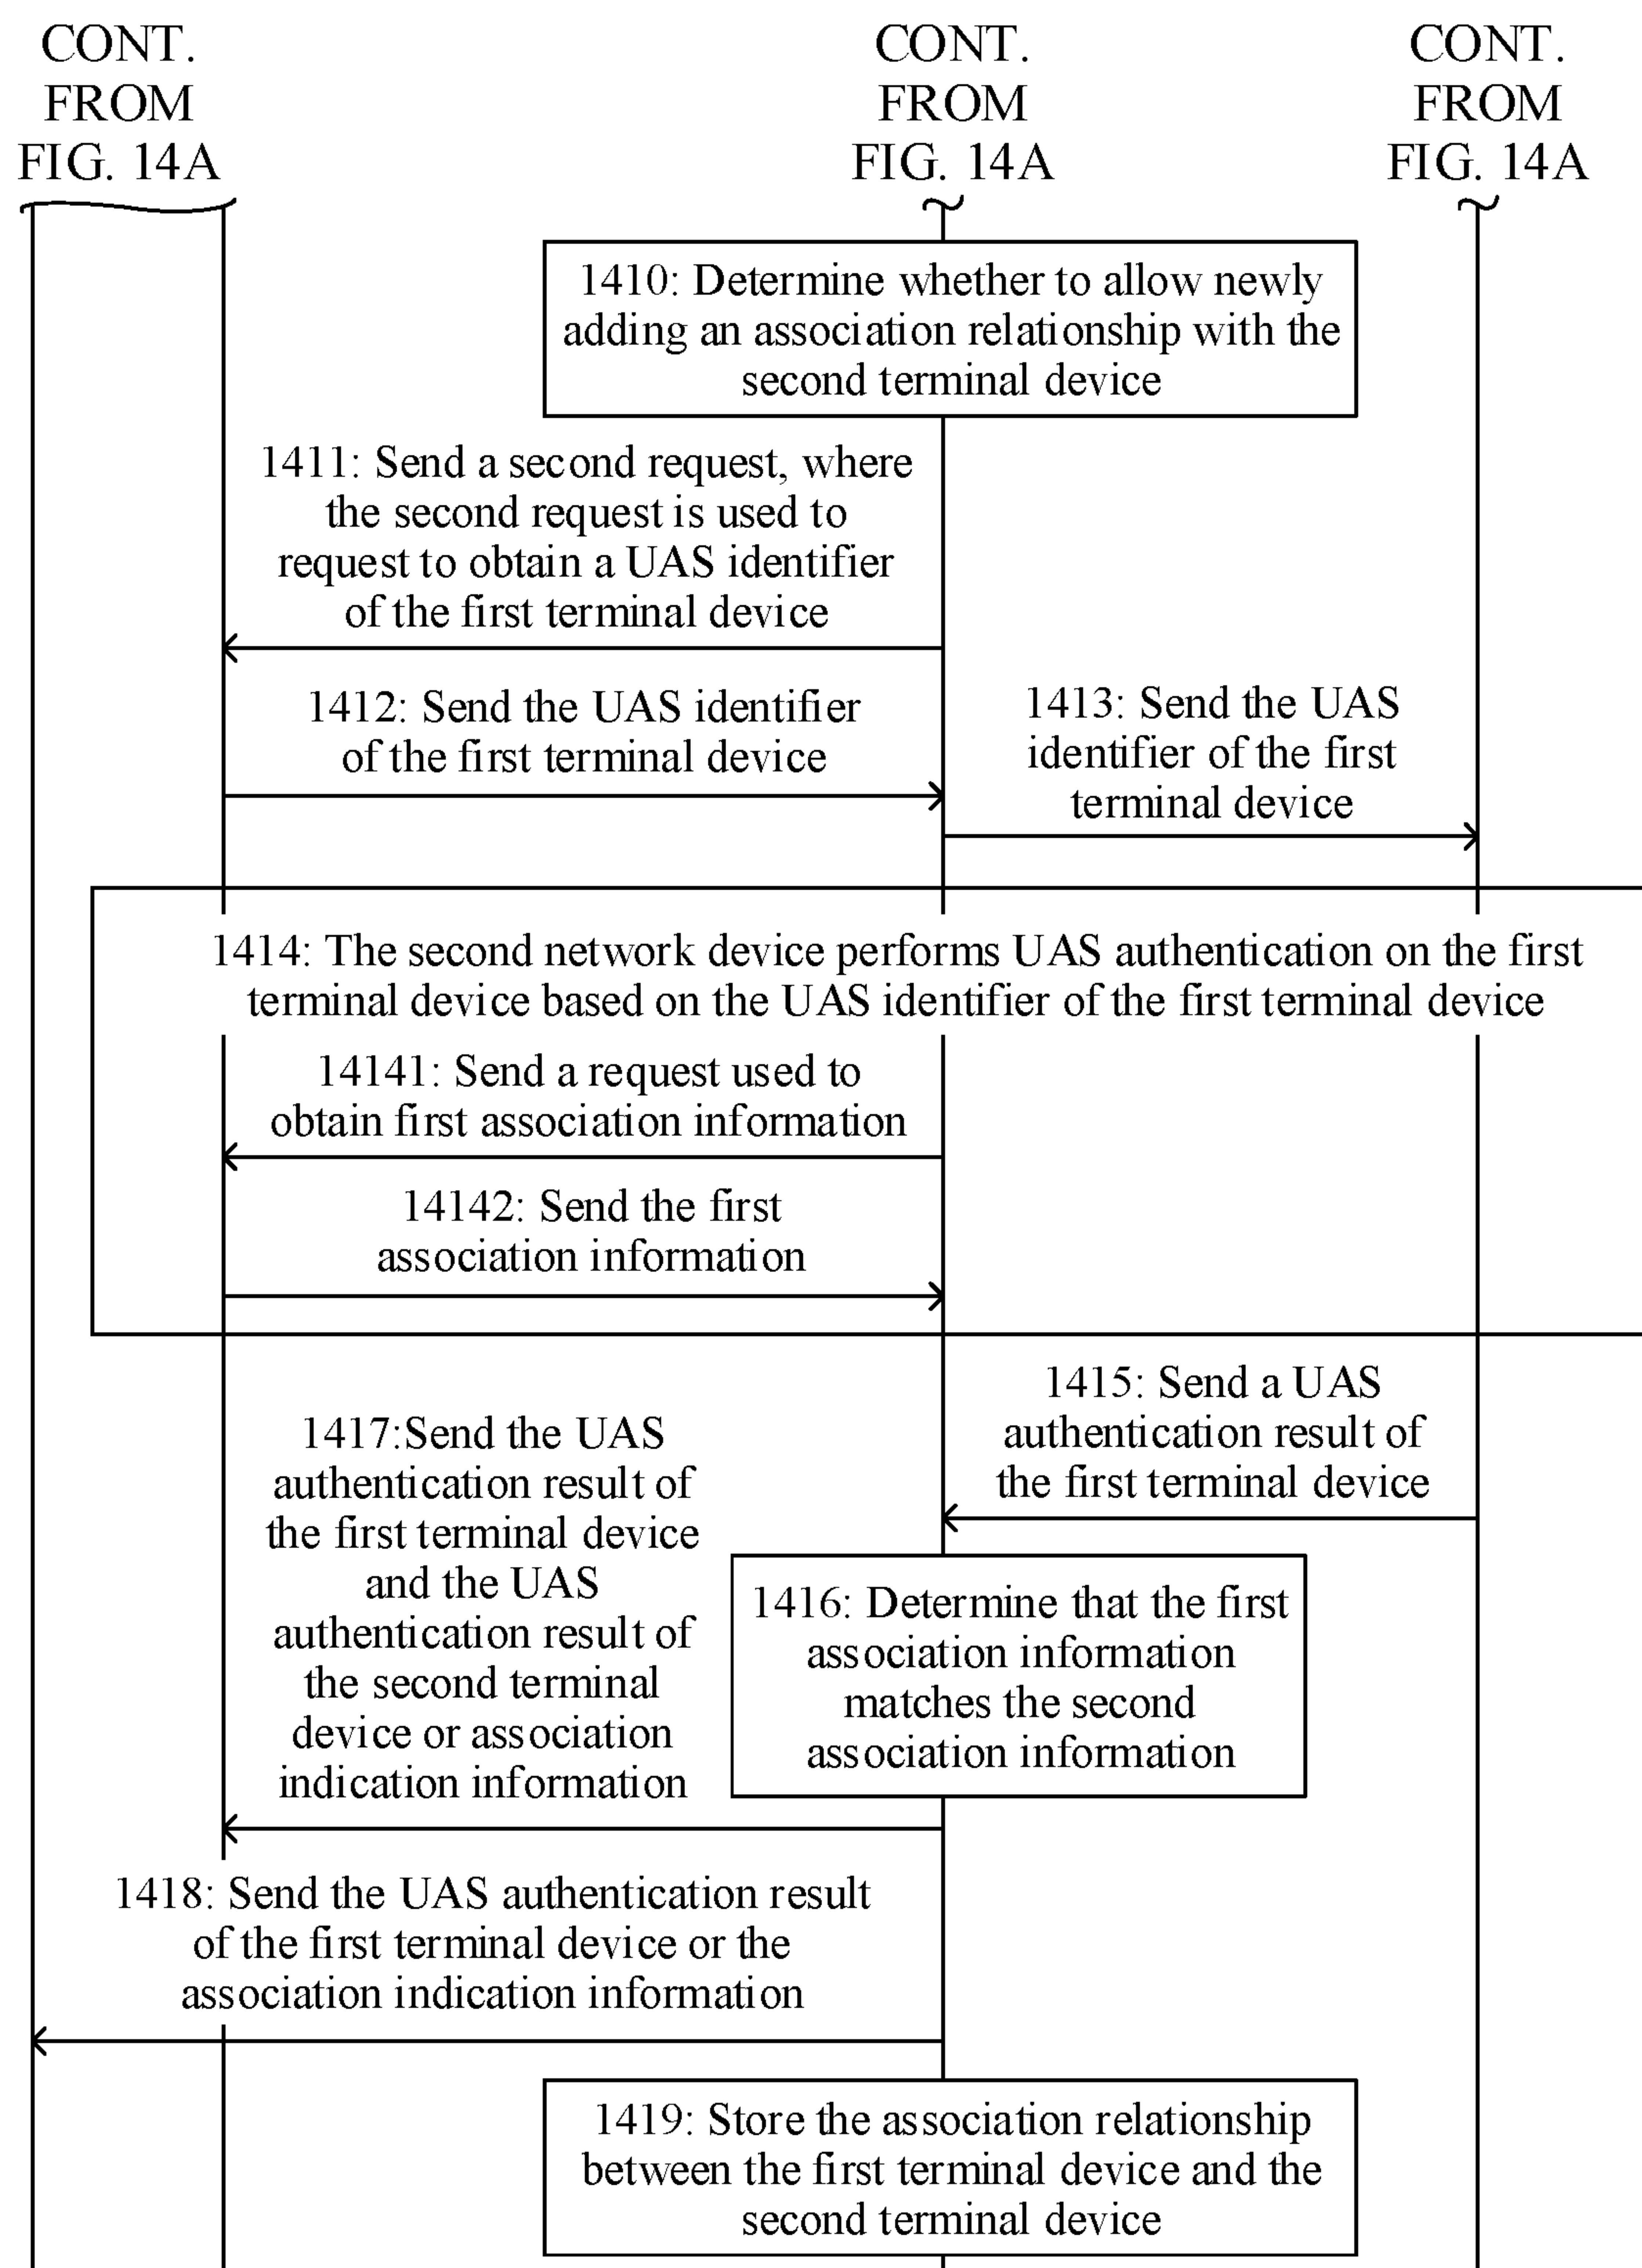 CONT.
FROM
FIG. 14A
CONT.
FROM
FIG. 14A
CONT.
FROM
FIG. 14A
1410: Determine whether to allow newly
adding an association relationship with the
second terminal device
1411: Send a second request, where
the second request is used to
request to obtain a UAS identifier
of the first terminal device
1412: Send the UAS identifier
of the first terminal device
1413: Send the UAS
identifier of the first
terminal device
1414: The second network device performs UAS authentication on the first
terminal device based on the UAS identifier of the first terminal device
14141: Send a request used to
obtain first association information
14142: Send the first
association information
1415: Send a UAS
authentication result of
the first terminal device
1416: Determine that the first
association information
matches the second
association information
1417:Send the UAS
authentication result of
the first terminal device
and the UAS
authentication result of
the second terminal
device or association
indication information
1418: Send the UAS authentication result
of the first terminal device or the
association indication information
1419: Store the association relationship
between the first terminal device and the
second terminal device